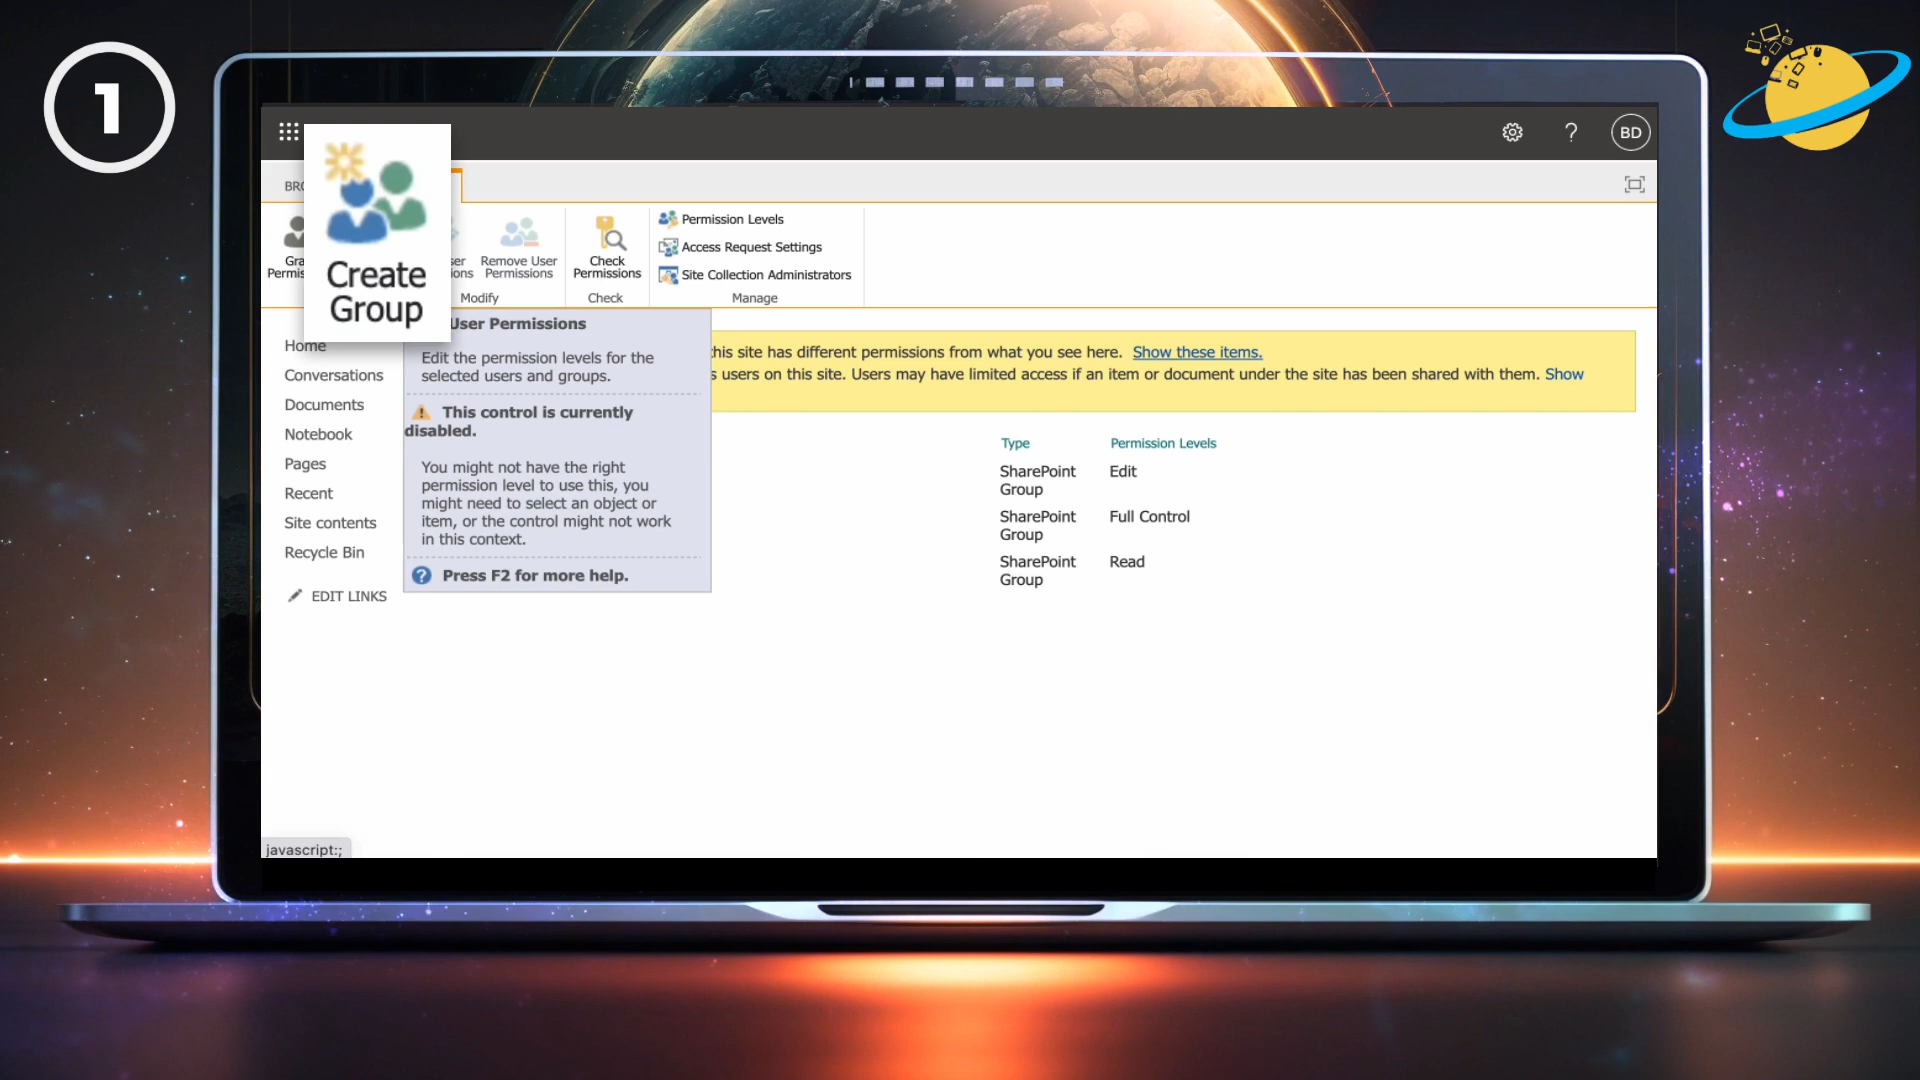 1
?
BD
BRO
Create
Group
Gra
Permis
ser
ions
Remove User
Permissions
Modify
Check
Permissions
Check
Permission Levels
Access Request Settings
Site Collection Administrators
Manage
User Permissions
Edit the permission levels for the
selected users and groups.
This control is currently
disabled.
You might not have the right
permission level to use this, you
might need to select an object or
item, or the control might not work
in this context.
Press F2 for more help.
this site has different permissions from what you see here. Show these items.
s users on this site. Users may have limited access if an item or document under the site has been shared with them. Show
Home
Conversations
Documents
Notebook
Pages
Recent
Site contents
Recycle Bin
EDIT LINKS
Type
Permission Levels
SharePoint
Group
Edit
SharePoint
Group
Full Control
SharePoint
Group
Read
javascript:;